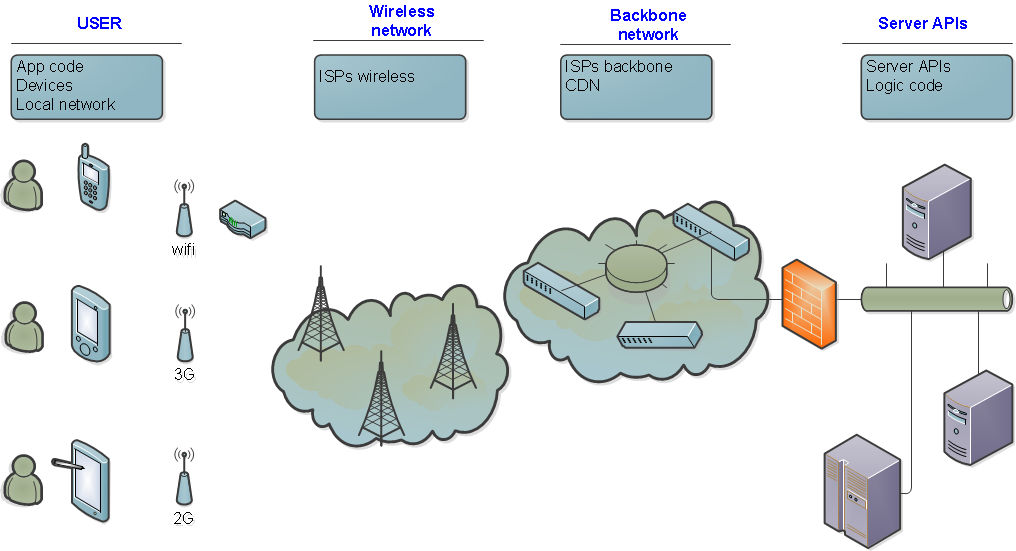 USER
Wireless
network
Backbone
network
Server APIs
App code
Devices
Local network
ISPs wireless
ISPs backbone
CDN
Server APIs
Logic code
wifi
3G
2G